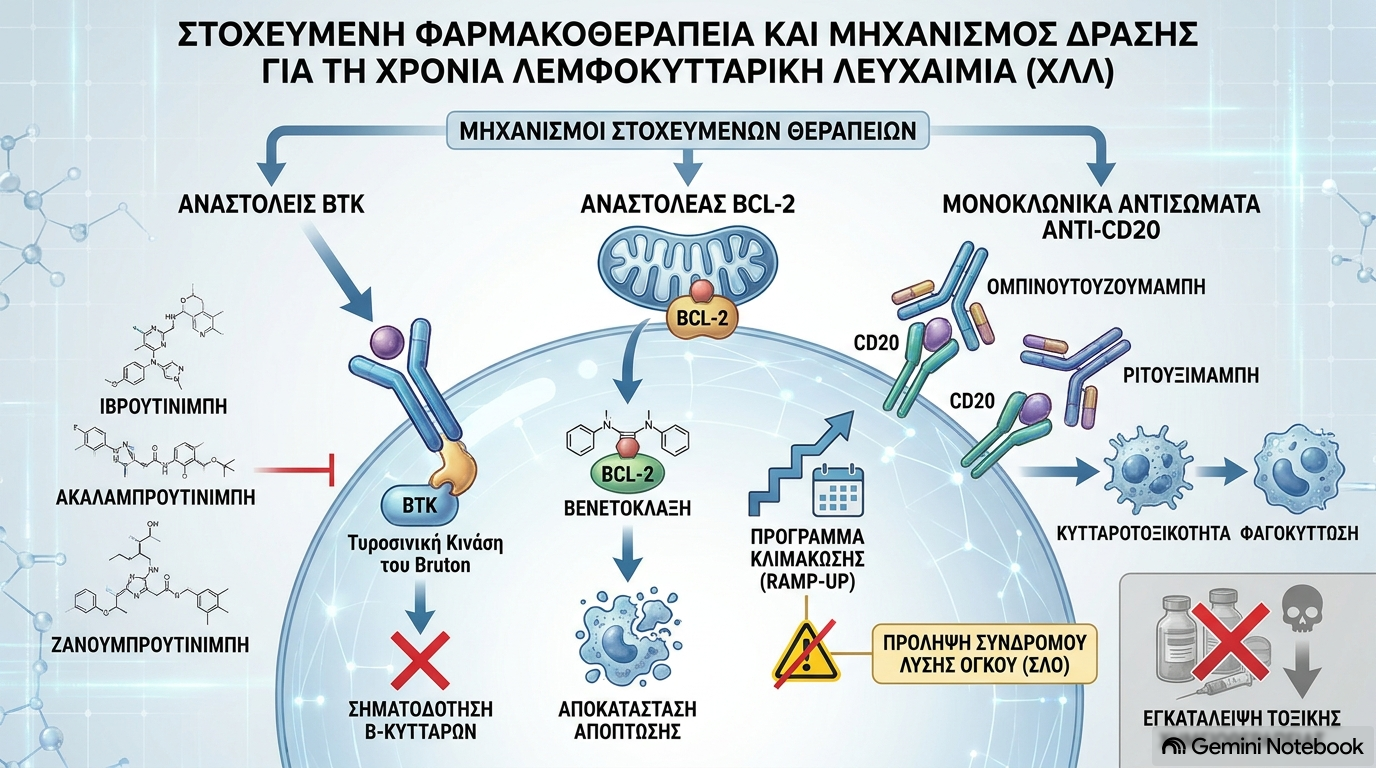 ΣΤΟΧΕΥΜΕΝΗ ΦΑΡΜΑΚΟΘΕΡΑΠΕΙΑ ΚΑΙ ΜΗΧΑΝΙΣΜΟΣ ΔΡΑΣΗΣ
ΓΙΑ ΤΗ ΧΡΟΝΙΑ ΛΕΜΦΟΚΥΤΤΑΡΙΚΗ ΛΕΥΧΑΙΜΙΑ (ΧΛΛ)
ΜΗΧΑΝΙΣΜΟΙ ΣΤΟΧΕΥΜΕΝΩΝ ΘΕΡΑΠΕΙΩΝ
ΑΝΑΣΤΟΛΕΙΣ BTK
ΙΒΡΟΥΤΙΝΙΜΠΗ
ΑΚΑΛΑΜΠΡΟΥΤΙΝΙΜΠΗ
ΖΑΝΟΥΜΠΡΟΥΤΙΝΙΜΠΗ
BTK
Τυροσινική Κινάση
του Bruton
ΣΗΜΑΤΟΔΟΤΗΣΗ
Β-ΚΥΤΤΑΡΩΝ
ΑΝΑΣΤΟΛΕΑΣ BCL-2
BCL-2
BCL-2
ΒΕΝΕΤΟΚΛΑΞΗ
ΑΠΟΚΑΤΑΣΤΑΣΗ
ΑΠΟΠΤΩΣΗΣ
ΠΡΟΓΡΑΜΜΑ
ΚΛΙΜΑΚΩΣΗΣ
(RAMP-UP)
ΠΡΟΛΗΨΗ ΣΥΝΔΡΟΜΟΥ
ΛΥΣΗΣ ΟΓΚΟΥ (ΣΛΟ)
ΜΟΝΟΚΛΩΝΙΚΑ ΑΝΤΙΣΩΜΑΤΑ
ΑΝΤΙ-CD20
ΟΜΠΙΝΟΥΤΟΥΖΟΥΜΑΜΠΗ
CD20
ΡΙΤΟΥΞΙΜΑΜΠΗ
CD20
ΚΥΤΤΑΡΟΤΟΞΙΚΟΤΗΤΑ
ΦΑΓΟΚΥΤΤΩΣΗ
ΕΓΚΑΤΑΛΕΙΨΗ ΤΟΞΙΚΗΣ
Gemini Notebook